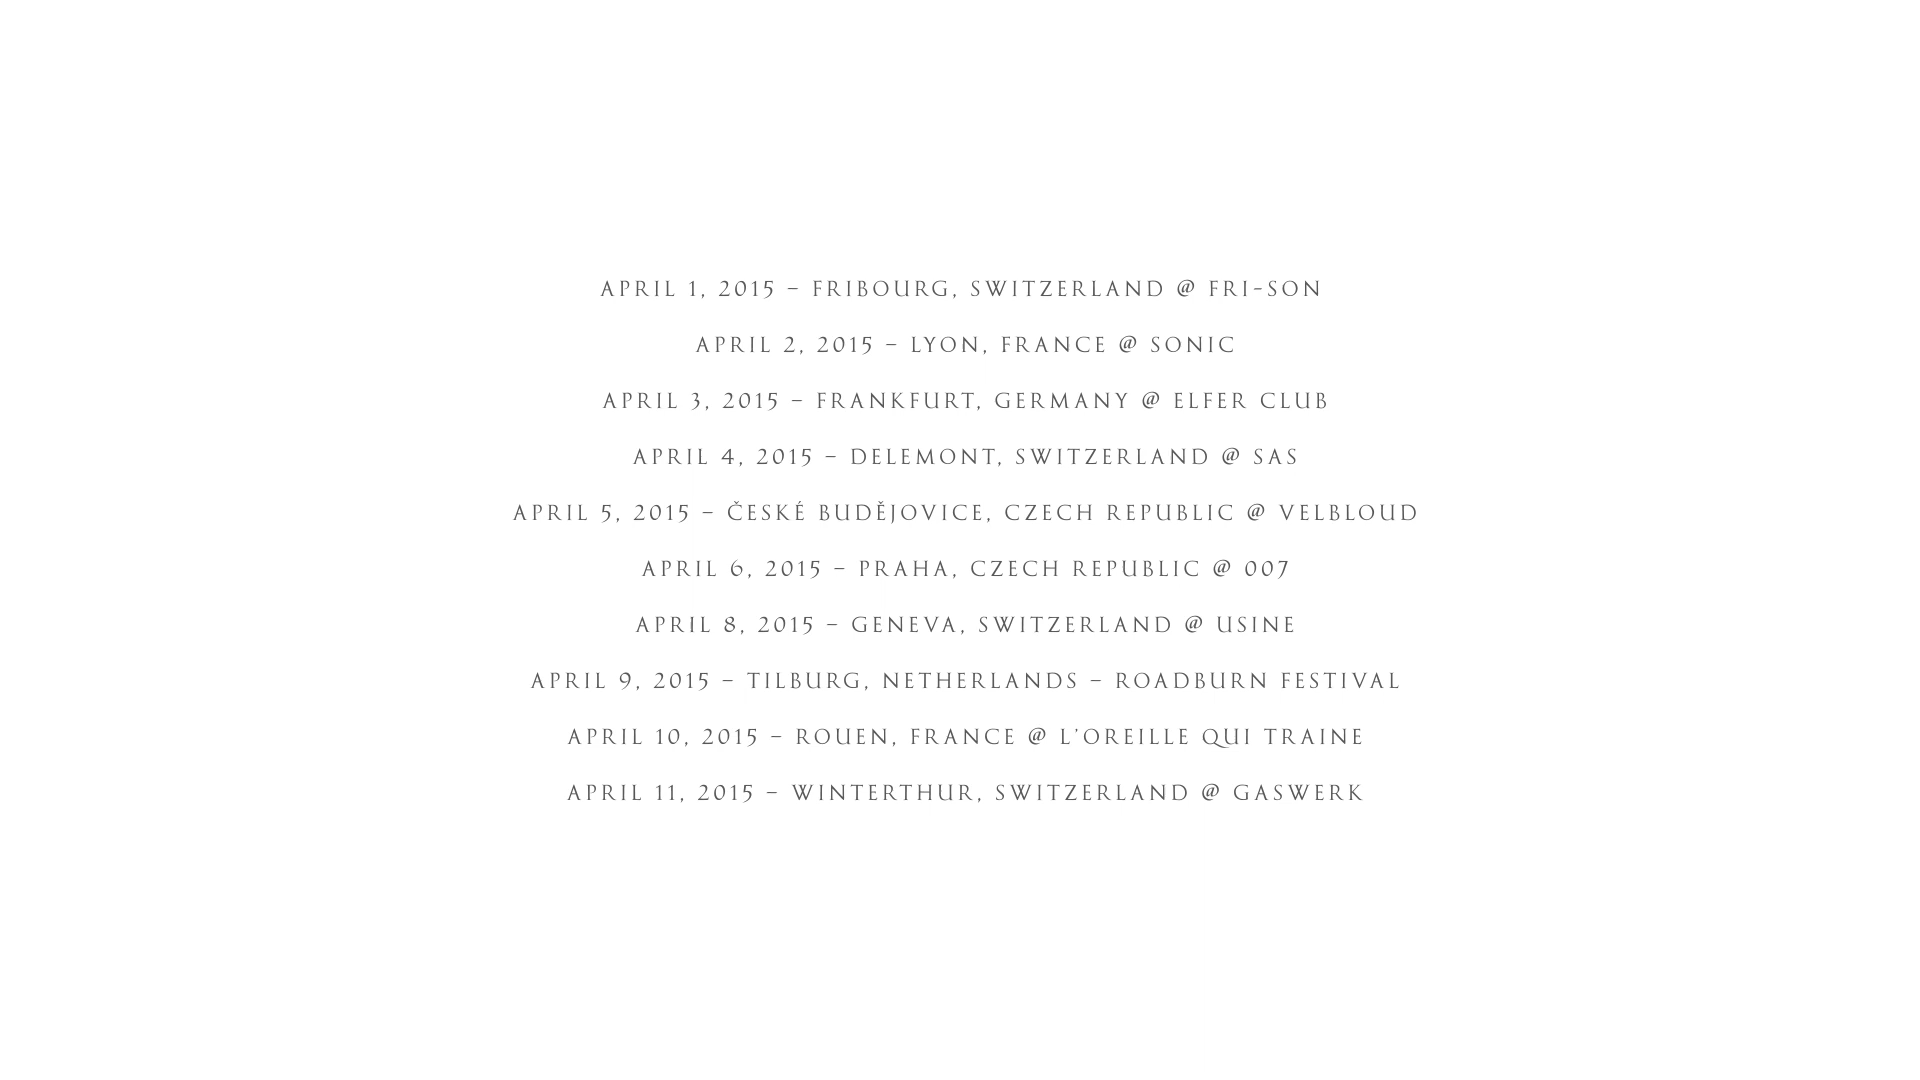 APRIL 1, 2015 – FRIBOURG, SWITZERLAND @ FRI-SON
APRIL 2, 2015 – LYON, FRANCE @ SONIC
APRIL 3, 2015 – FRANKFURT, GERMANY @ ELFER CLUB
APRIL 4, 2015 – DELEMONT, SWITZERLAND @ SAS
APRIL 5, 2015 – ČESKÉ BUDĚJOVICE, CZECH REPUBLIC @ VELBLOUD
APRIL 6, 2015 – PRAHA, CZECH REPUBLIC @ 007
APRIL 8, 2015 – GENEVA, SWITZERLAND @ USINE
APRIL 9, 2015 – TILBURG, NETHERLANDS – ROADBURN FESTIVAL
APRIL 10, 2015 – ROUEN, FRANCE @ L’OREILLE QUI TRAINE
APRIL 11, 2015 – WINTERTHUR, SWITZERLAND @ GASWERK